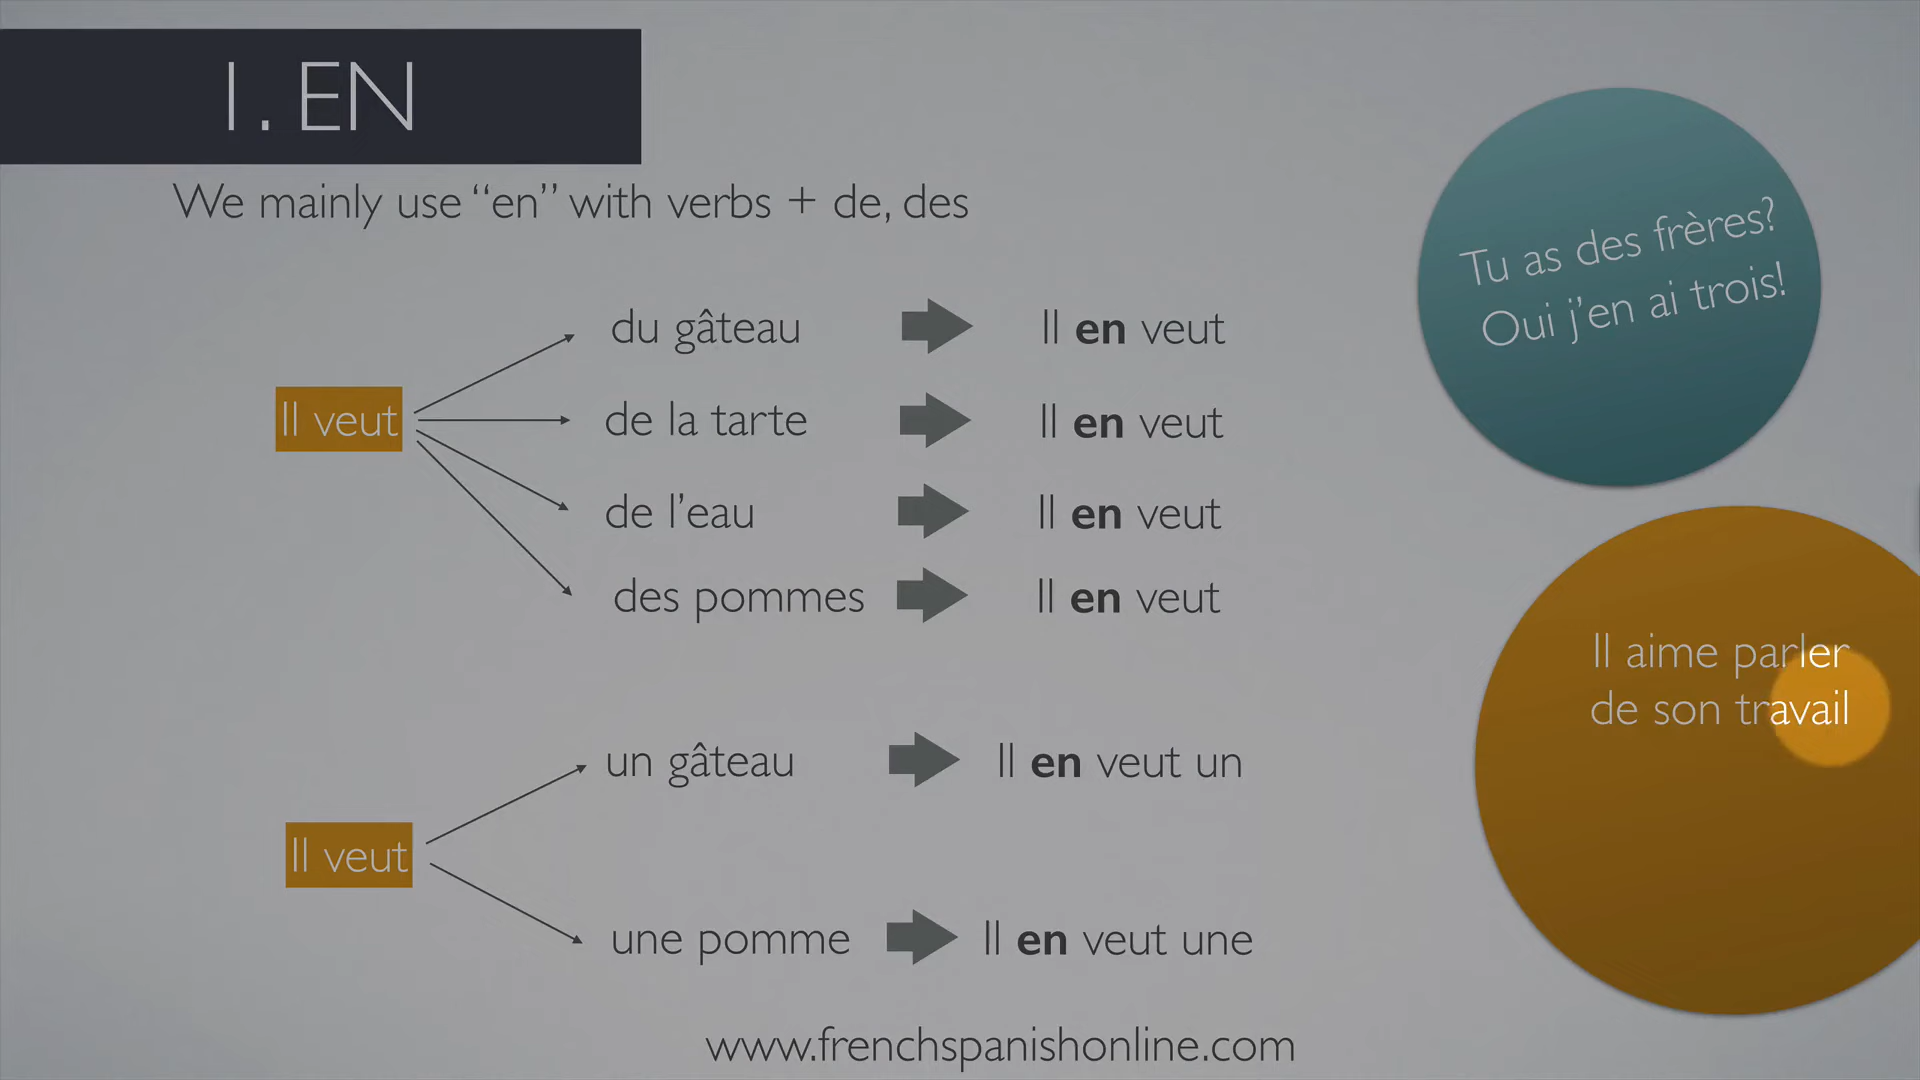 1. EN
We mainly use “en” with verbs + de, des
Il veut
du gâteau
Il en veut
de la tarte
Il en veut
de l’eau
Il en veut
des pommes
Il en veut
Il veut
un gâteau
Il en veut un
une pomme
Il en veut une
Tu as des frères?
Oui j’en ai trois!
Il aime parler
de son travail
www.frenchspanishonline.com